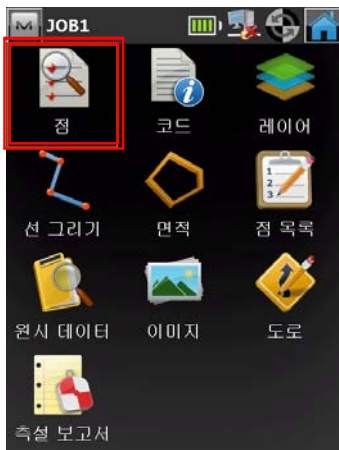 JOB1
점
코드
레이어
선 그리기
면적
점 목록
원시 데이터
이미지
도로
측설 보고서